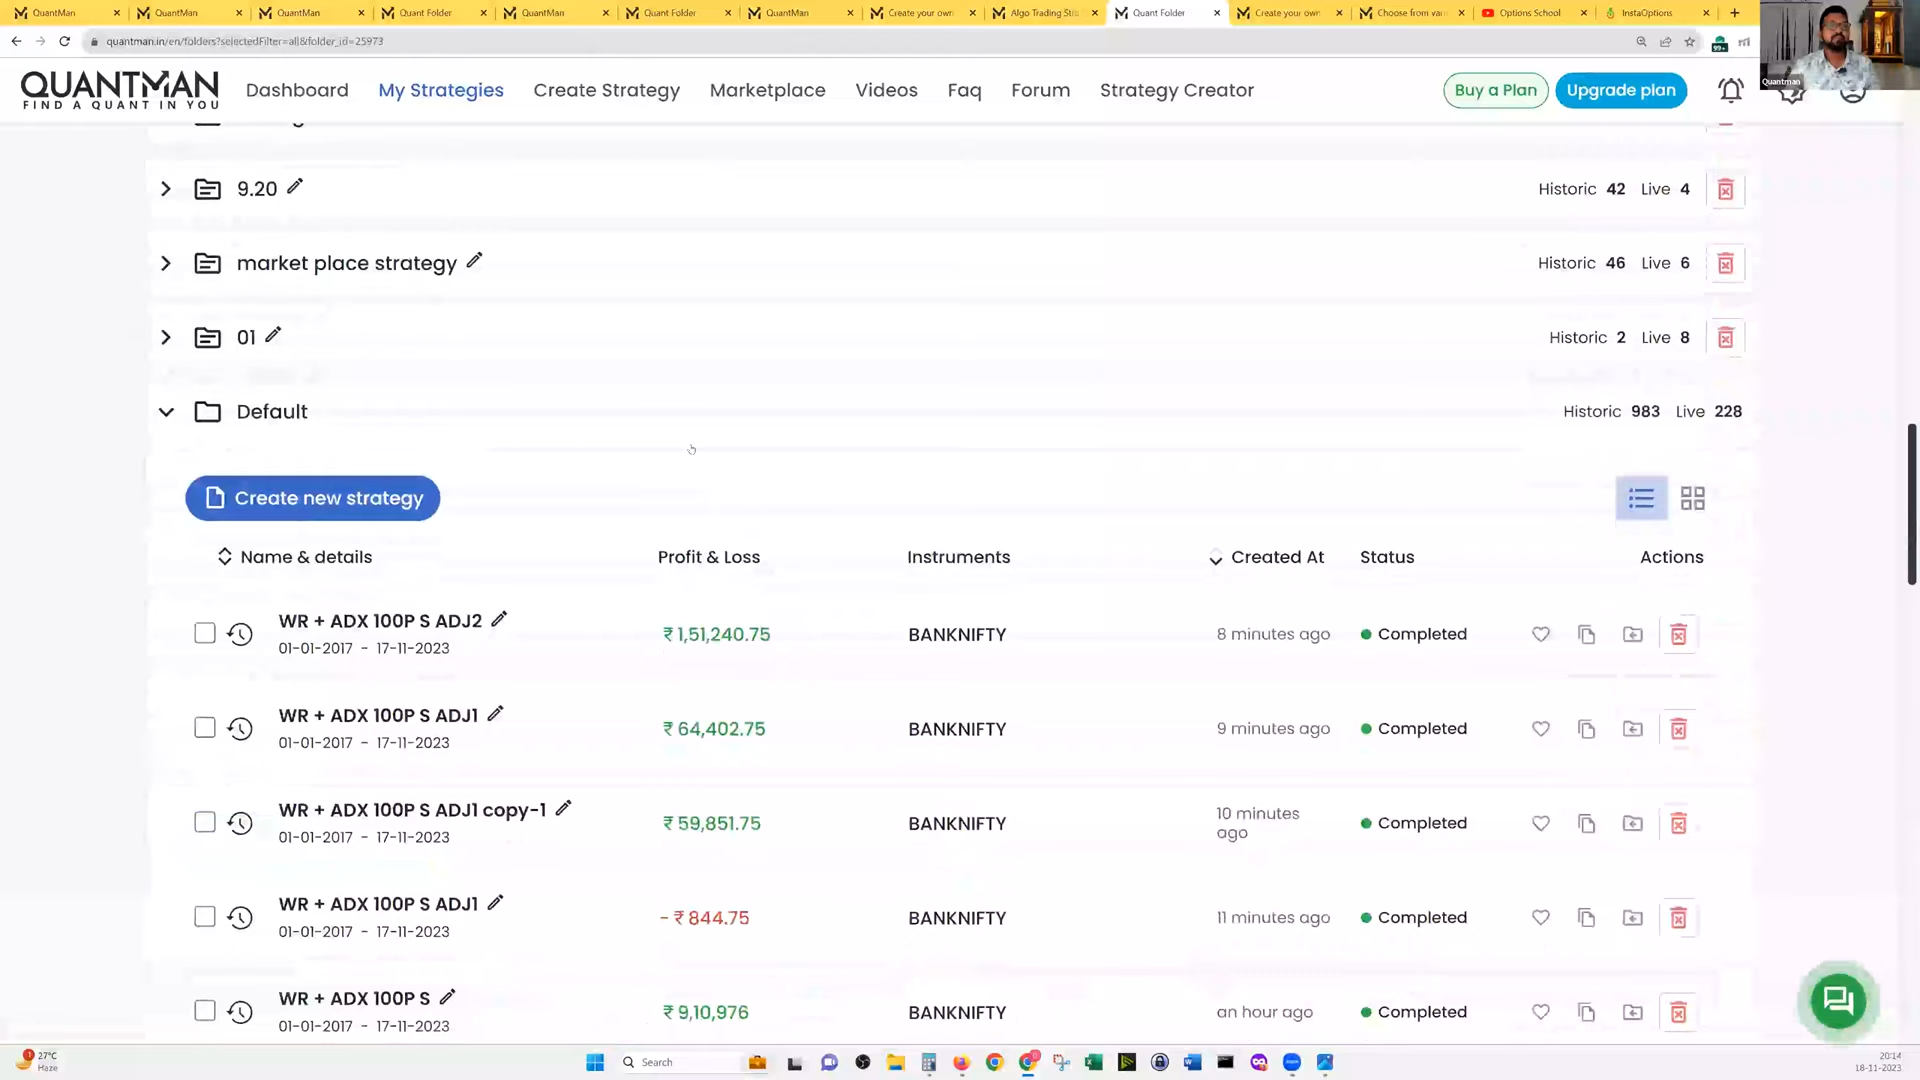 QuantMan
QuantMan
QuantMan
Quant Folder
QuantMan
Quant Folder
QuantMan
Create your own
Algo Trading Str
Quant Folder
Create your own
Choose from var
Options School
InstaOptions
quantman.in/en/folders?selectedFilter=all&folder_id=25973
99+
QUANTMAN
FIND A QUANT IN YOU
Dashboard
My Strategies
Create Strategy
Marketplace
Videos
Faq
Forum
Strategy Creator
Buy a Plan
Upgrade plan
Quantman
9.20
Historic 42 Live 4
market place strategy
Historic 46 Live 6
01
Historic 2 Live 8
Default
Historic 983 Live 228
Create new strategy
Name & details
Profit & Loss
Instruments
Created At
Status
Actions
WR + ADX 100P S ADJ2
01-01-2017 - 17-11-2023
₹ 1,51,240.75
BANKNIFTY
8 minutes ago
Completed
WR + ADX 100P S ADJ1
01-01-2017 - 17-11-2023
₹ 64,402.75
BANKNIFTY
9 minutes ago
Completed
WR + ADX 100P S ADJ1 copy-1
01-01-2017 - 17-11-2023
₹ 59,851.75
BANKNIFTY
10 minutes
ago
Completed
WR + ADX 100P S ADJ1
01-01-2017 - 17-11-2023
- ₹ 844.75
BANKNIFTY
11 minutes ago
Completed
WR + ADX 100P S
01-01-2017 - 17-11-2023
₹ 9,10,976
BANKNIFTY
an hour ago
Completed
1
27°C
Haze
Search
20:14
18-11-2023